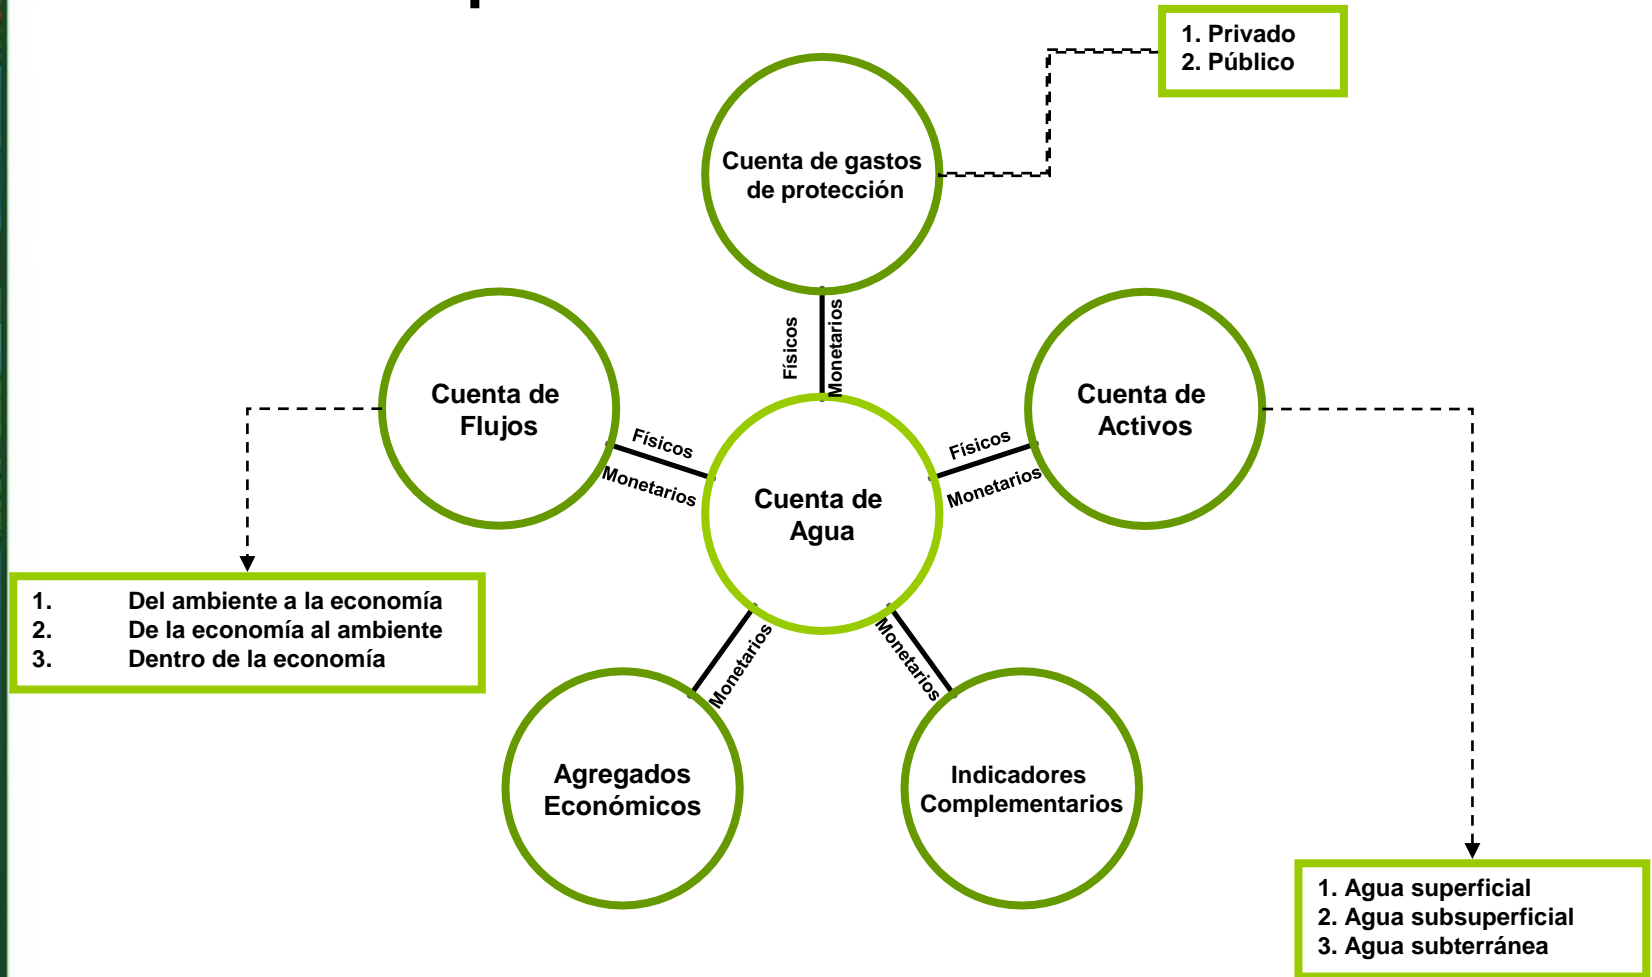 1. Privado
2. Público
Cuenta de gastos
de protección
Físicos
Monetarios
Cuenta de
Flujos
Físicos
Monetarios
Cuenta de
Activos
Físicos
Monetarios
Cuenta de
Agua
1. Del ambiente a la economía
2. De la economía al ambiente
3. Dentro de la economía
Monetarios
Monetarios
Agregados
Económicos
Indicadores
Complementarios
1. Agua superficial
2. Agua subsuperficial
3. Agua subterránea